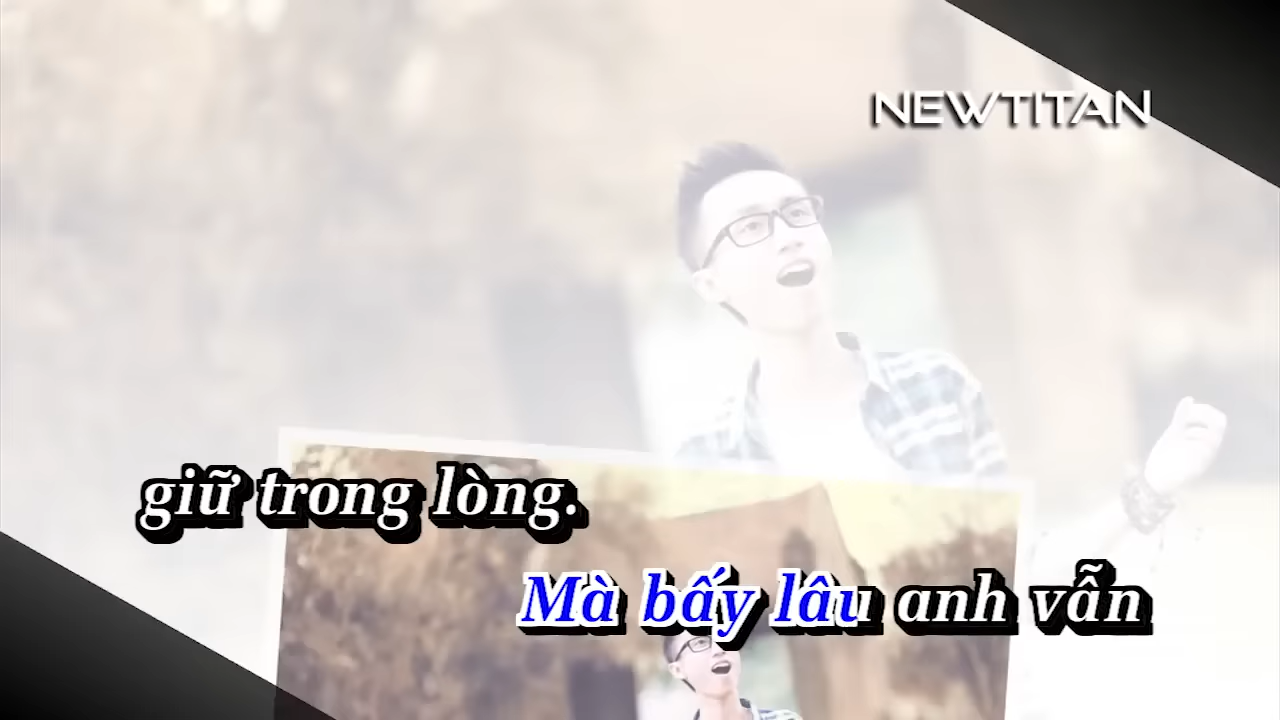 NEWTITAN
giữ trong lòng.
Mà bấy lâu anh vẫn